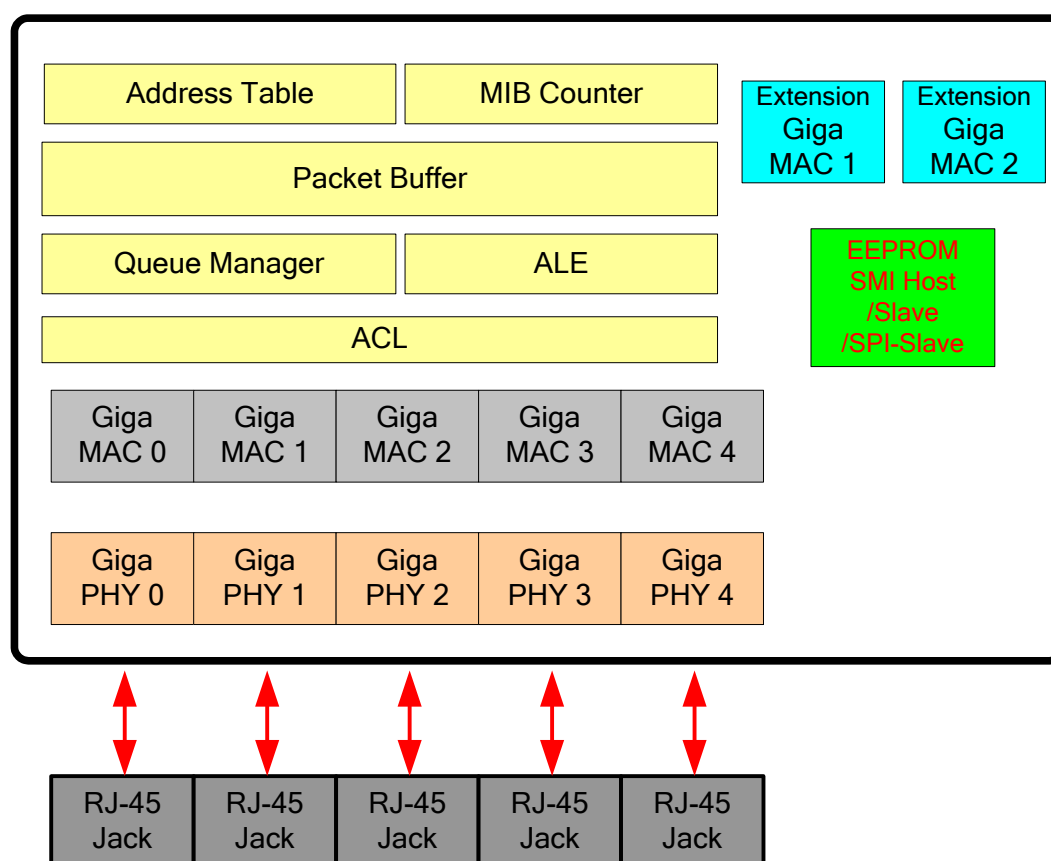 Address Table
MIB Counter
Extension
Giga
MAC 1
Extension
Giga
MAC 2
Packet Buffer
Queue Manager
ALE
EEPROM
SMI Host
/Slave
/SPI-Slave
ACL
Giga
MAC 0
Giga
MAC 1
Giga
MAC 2
Giga
MAC 3
Giga
MAC 4
Giga
PHY 0
Giga
PHY 1
Giga
PHY 2
Giga
PHY 3
Giga
PHY 4
RJ-45
Jack
RJ-45
Jack
RJ-45
Jack
RJ-45
Jack
RJ-45
Jack